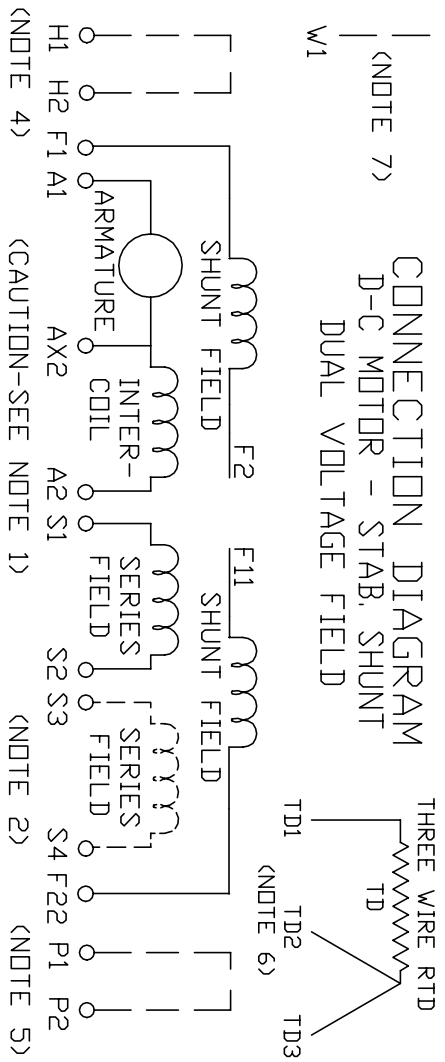 CONNECTION DIAGRAM
D-C MOTOR - STAB. SHUNT
DUAL VOLTAGE FIELD
THREE WIRE RTD
TD
TD1 TD2 TD3
(NOTE 6)
W1
(NOTE 7)
F2 F11
SHUNT FIELD
SHUNT FIELD
ARMATURE
INTER-
COIL
SERIES
FIELD
SERIES
FIELD
H1 H2 F1 A1 AX2 A2 S1 S2 S3 S4 F22 P1 P2
(NOTE 4) (CAUTION-SEE NOTE 1) (NOTE 2) (NOTE 5)